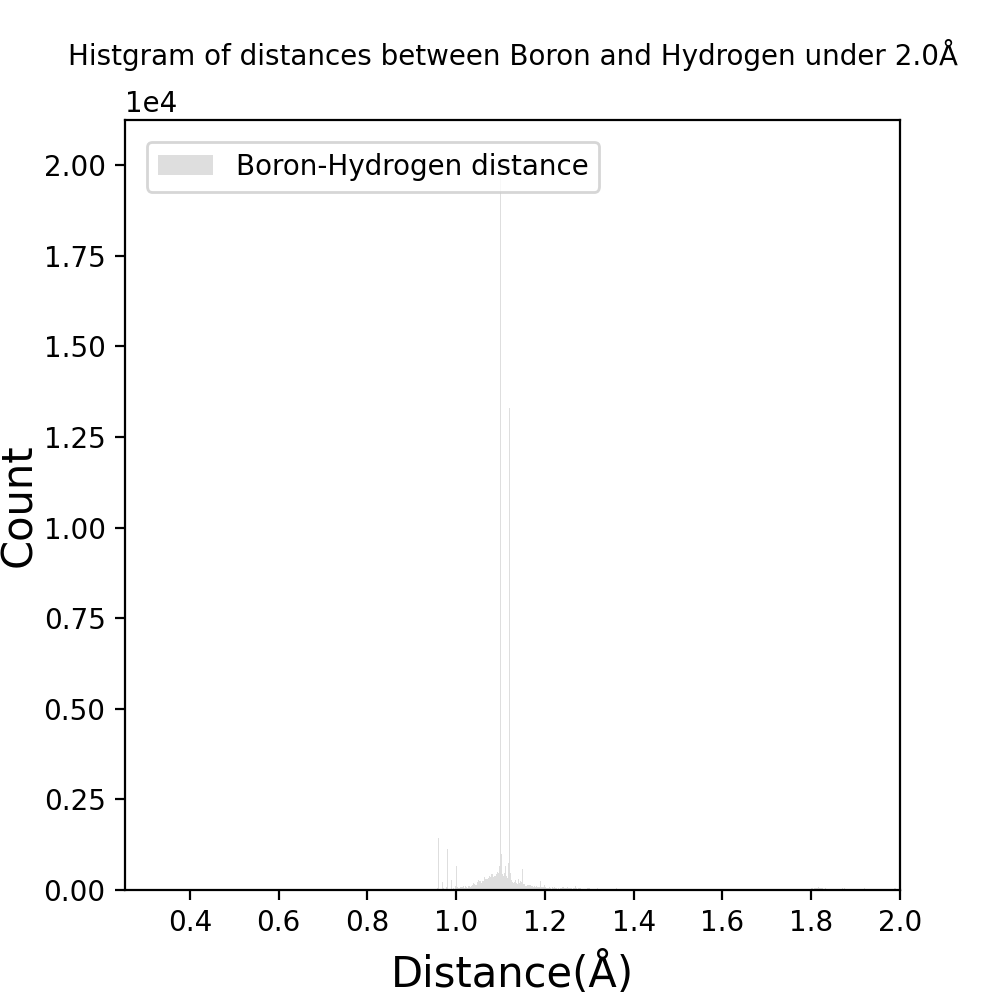 Histgram of distances between Boron and Hydrogen under 2.0Å
1e4
Boron-Hydrogen distance
2.00
1.75
1.50
1.25
1.00
0.75
0.50
0.25
0.00
Count
0.4 0.6 0.8 1.0 1.2 1.4 1.6 1.8 2.0
Distance(Å)